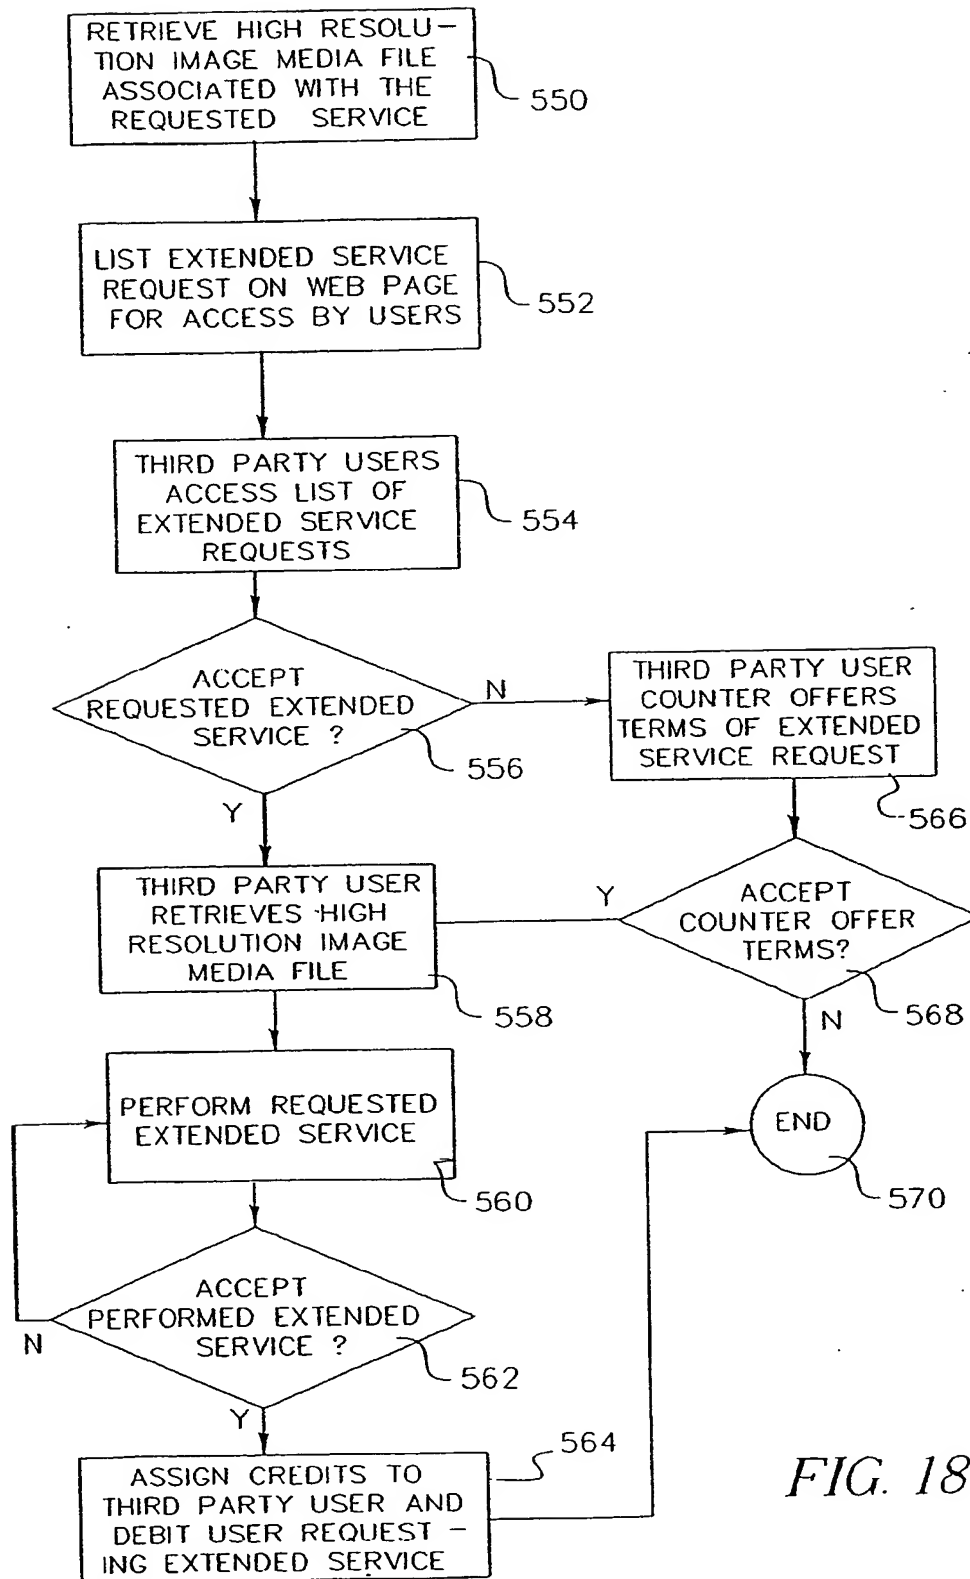 RETRIEVE HIGH RESOLU-
TION IMAGE MEDIA FILE
ASSOCIATED WITH THE
REQUESTED SERVICE
550
LIST EXTENDED SERVICE
REQUEST ON WEB PAGE
FOR ACCESS BY USERS
552
THIRD PARTY USERS
ACCESS LIST OF
EXTENDED SERVICE
REQUESTS
554
ACCEPT
REQUESTED EXTENDED
SERVICE ?
556
N
Y
THIRD PARTY USER
COUNTER OFFERS
TERMS OF EXTENDED
SERVICE REQUEST
566
THIRD PARTY USER
RETRIEVES HIGH
RESOLUTION IMAGE
MEDIA FILE
558
Y
ACCEPT
COUNTER OFFER
TERMS?
568
N
PERFORM REQUESTED
EXTENDED SERVICE
560
END
570
ACCEPT
PERFORMED EXTENDED
SERVICE ?
562
N
Y
ASSIGN CREDITS TO
THIRD PARTY USER AND
DEBIT USER REQUEST -
ING EXTENDED SERVICE
564
FIG. 18